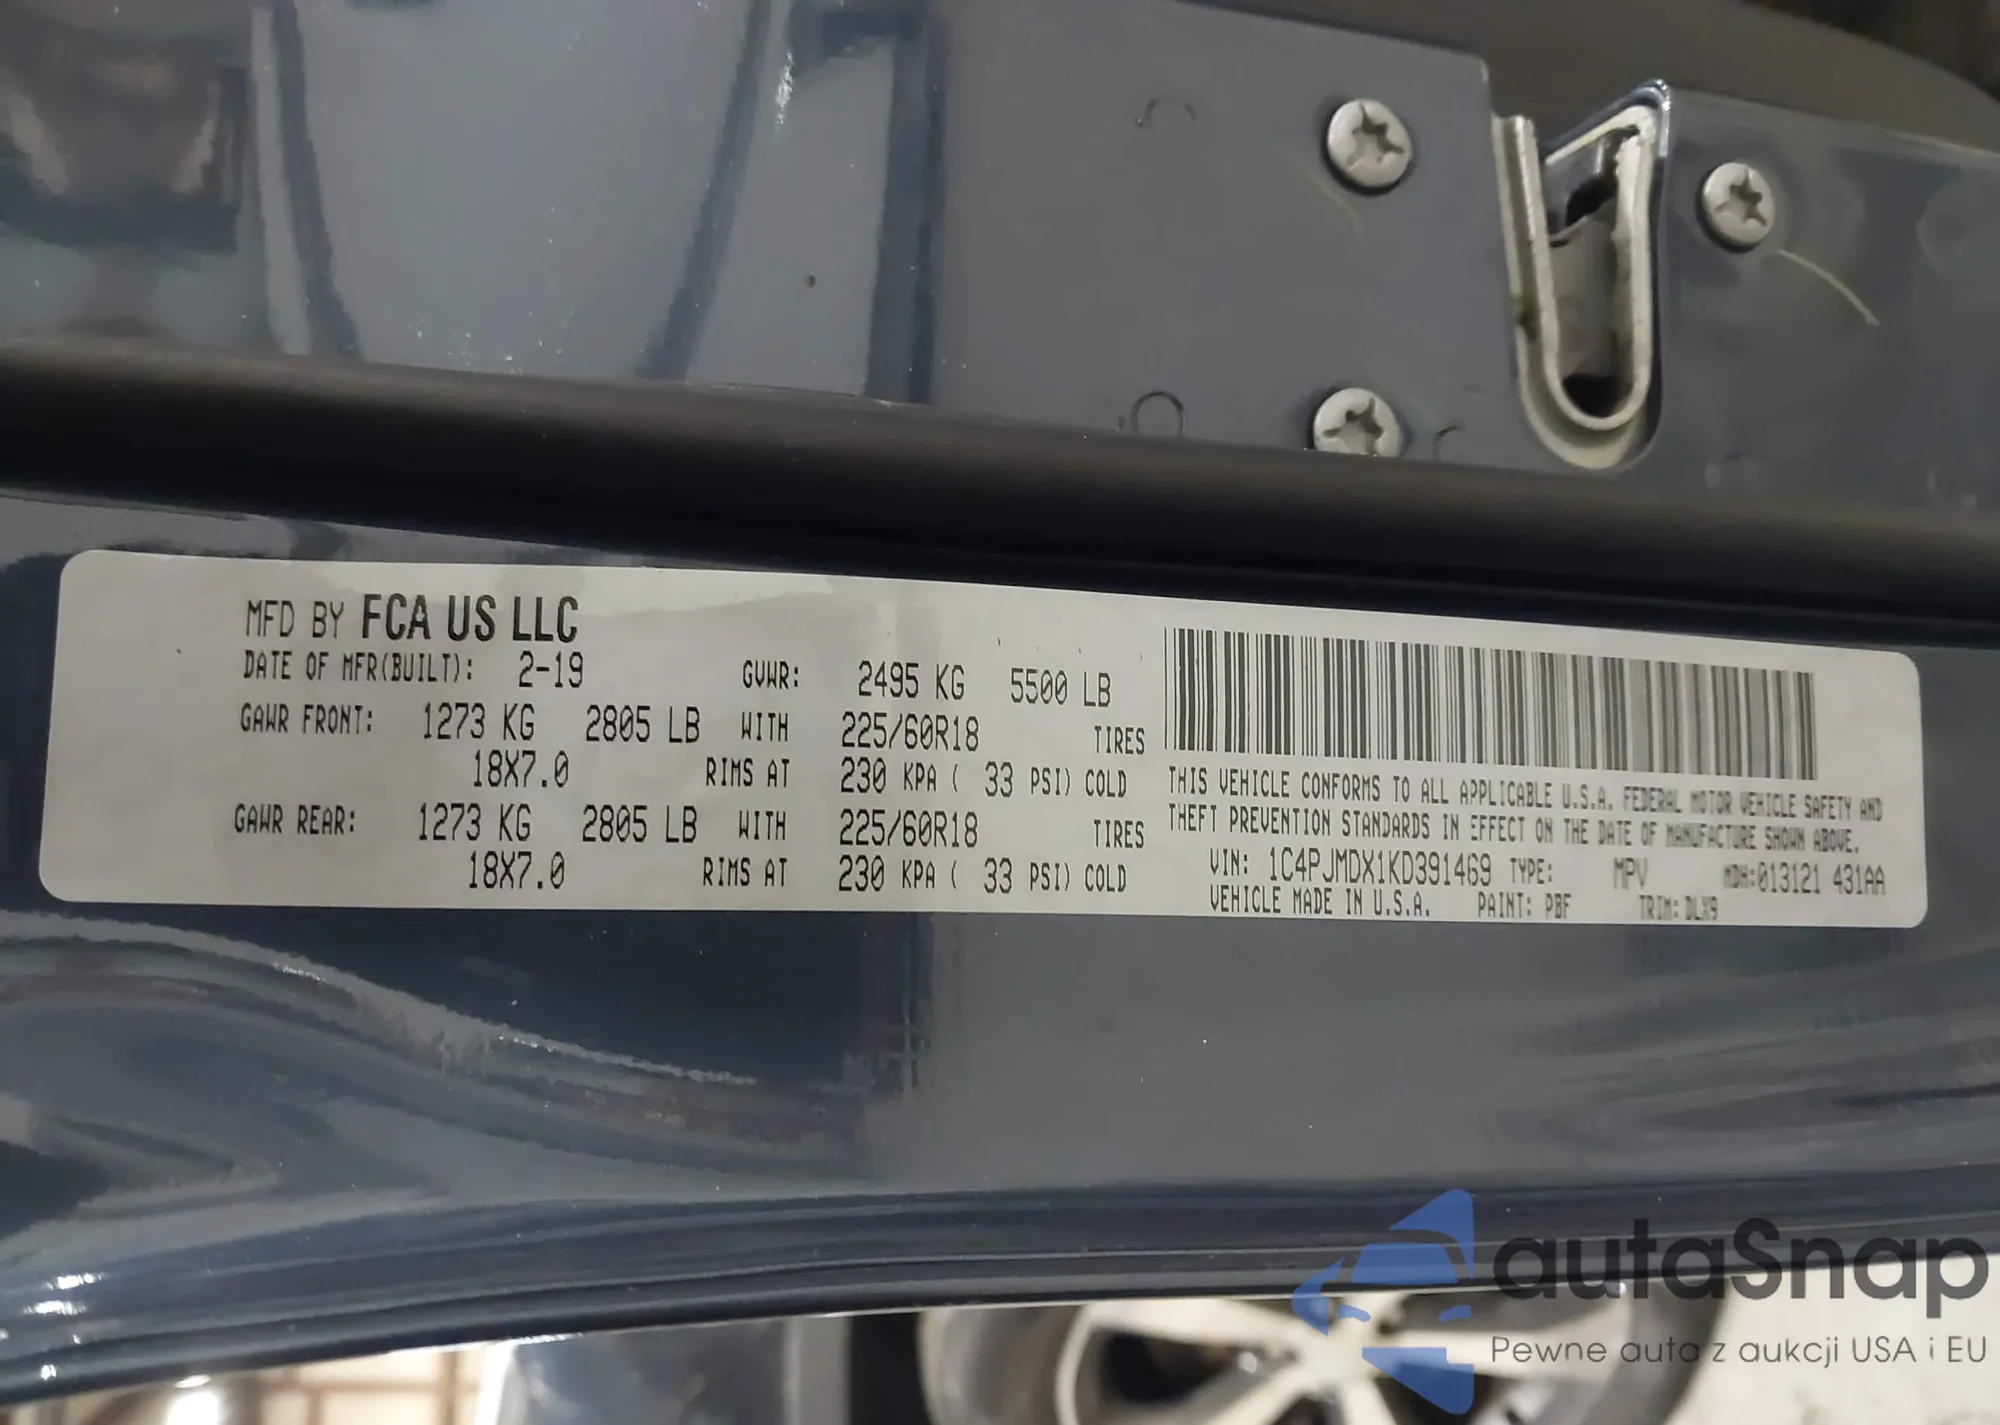 MFD BY FCA US LLC
DATE OF MFR(BUILT): 2-19 GVWR: 2495 KG 5500 LB
GAWR FRONT: 1273 KG 2805 LB WITH 225/60R18 TIRES
18X7.0 RIMS AT 230 KPA ( 33 PSI) COLD
GAWR REAR: 1273 KG 2805 LB WITH 225/60R18 TIRES
18X7.0 RIMS AT 230 KPA ( 33 PSI) COLD
THIS VEHICLE CONFORMS TO ALL APPLICABLE U.S.A. FEDERAL MOTOR VEHICLE SAFETY AND
THEFT PREVENTION STANDARDS IN EFFECT ON THE DATE OF MANUFACTURE SHOWN ABOVE.
VIN: 1C4PJMDX1KD391469 TYPE: MPV MDH:013121 431AA
VEHICLE MADE IN U.S.A. PAINT: PBF TRIM: DLX9
autaSnap
Pewne auta z aukcji USA i EU